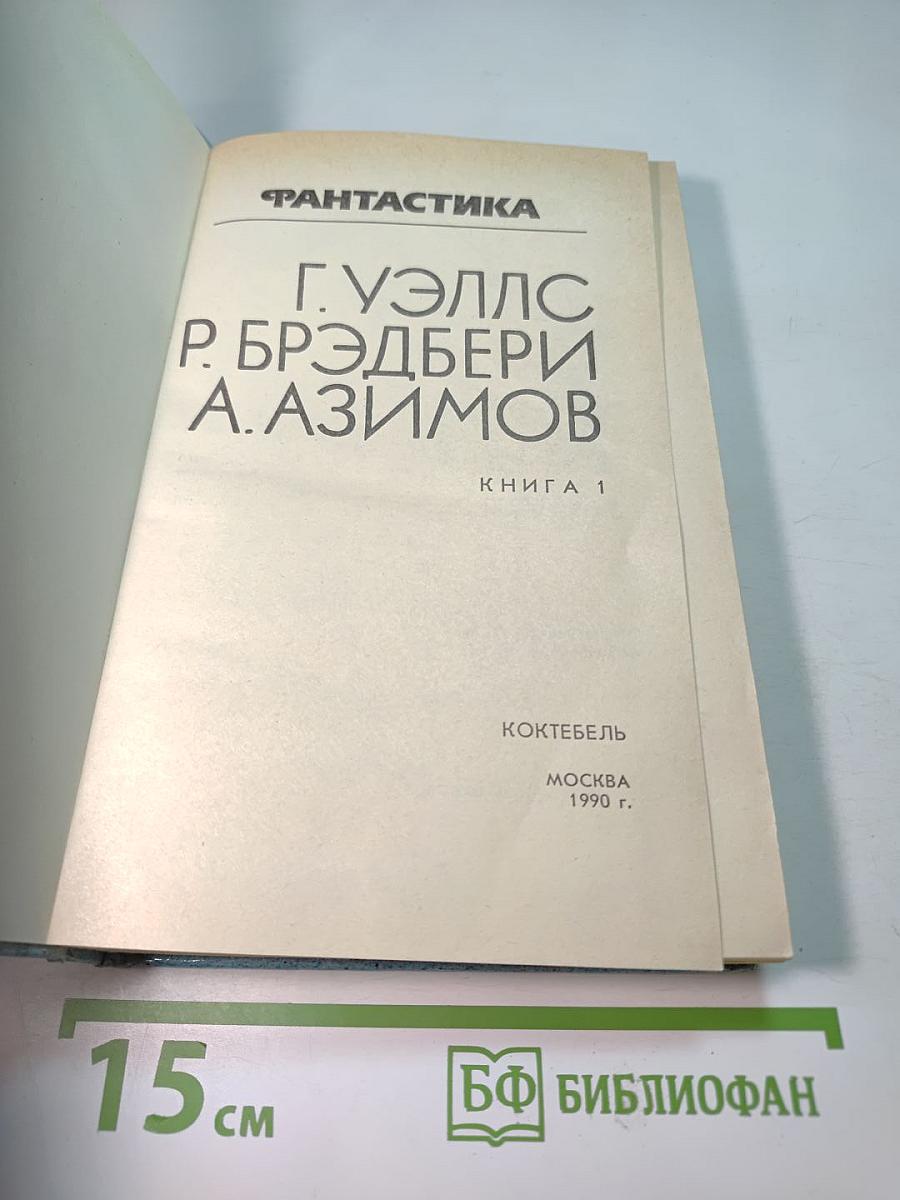 ФАНТАСТИКА
Г. УЭЛЛС
Р. БРЭДБЕРИ
А. АЗИМОВ
КНИГА 1
КОКТЕБЕЛЬ
МОСКВА
1990 г.
15 см
БФ БИБЛИОФАН